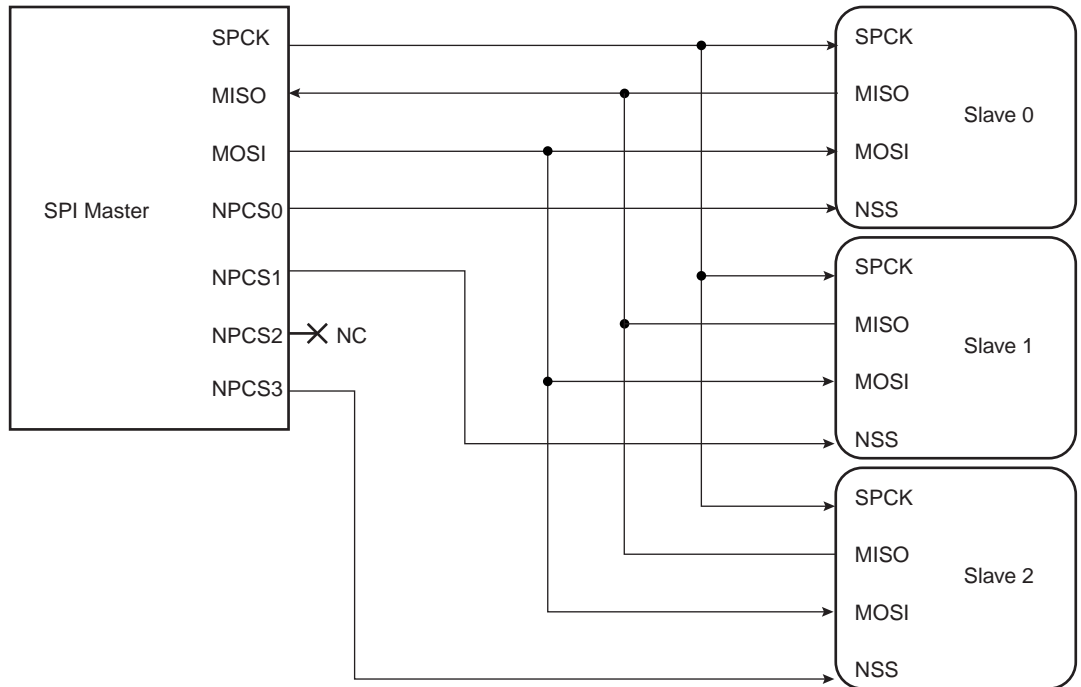 SPI Master
SPCK
MISO
MOSI
NPCS0
NPCS1
NPCS2
NC
NPCS3
SPCK
MISO
Slave 0
MOSI
NSS
SPCK
MISO
Slave 1
MOSI
NSS
SPCK
MISO
Slave 2
MOSI
NSS